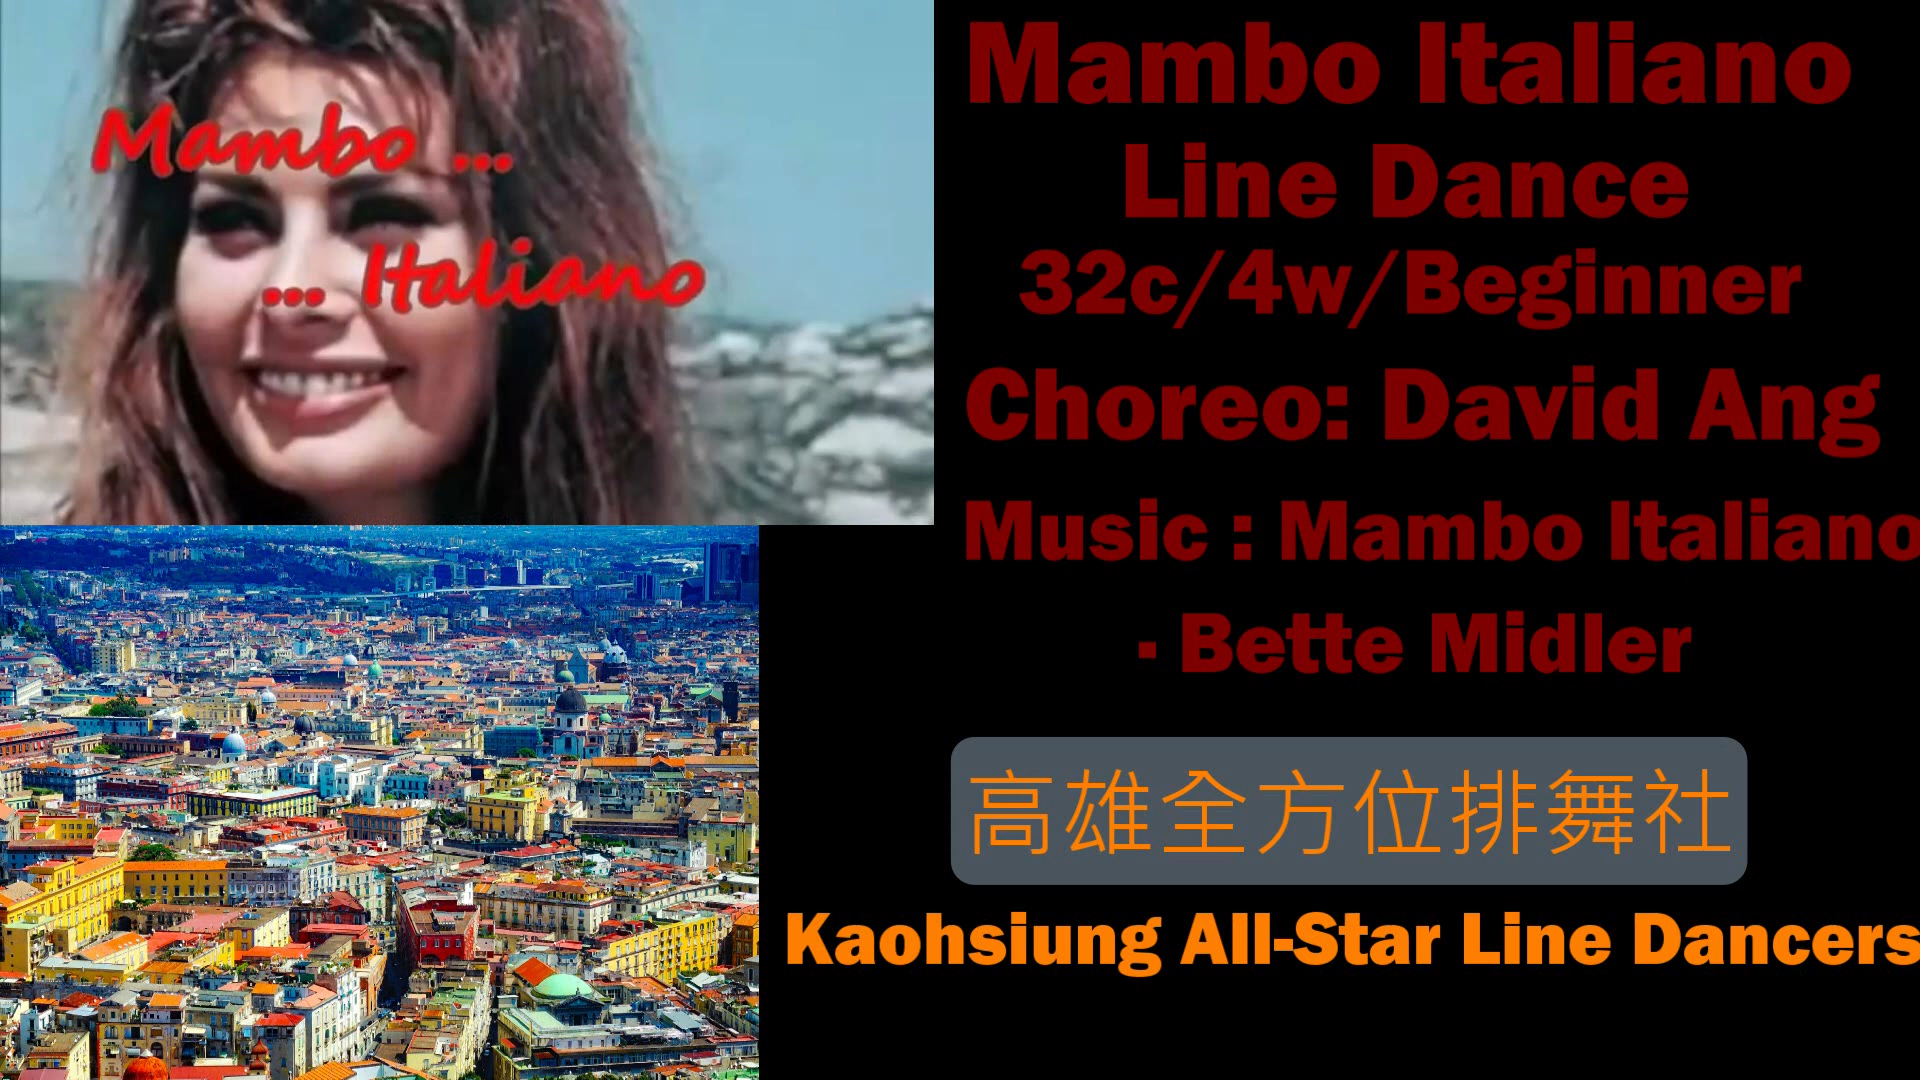 Mambo ...
... Italiano
Mambo Italiano
Line Dance
32c/4w/Beginner
Choreo: David Ang
Music : Mambo Italiano
- Bette Midler
高雄全方位排舞社
Kaohsiung All-Star Line Dancers